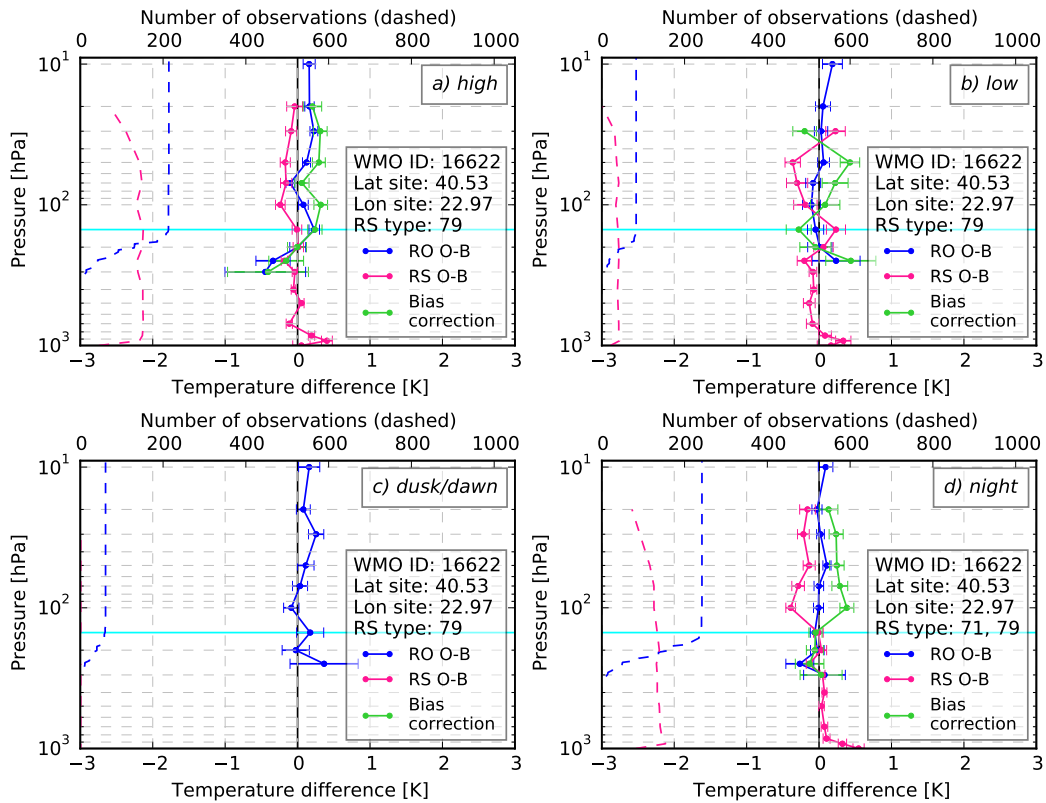 Number of observations (dashed)
0 200 400 600 800 1000
a) high
10¹
10²
10³
Pressure [hPa]
WMO ID: 16622
Lat site: 40.53
Lon site: 22.97
RS type: 79
RO O-B
RS O-B
Bias
correction
−3 −2 −1 0 1 2 3
Temperature difference [K]
Number of observations (dashed)
0 200 400 600 800 1000
b) low
10¹
10²
10³
Pressure [hPa]
WMO ID: 16622
Lat site: 40.53
Lon site: 22.97
RS type: 79
RO O-B
RS O-B
Bias
correction
−3 −2 −1 0 1 2 3
Temperature difference [K]
Number of observations (dashed)
0 200 400 600 800 1000
c) dusk/dawn
10¹
10²
10³
Pressure [hPa]
WMO ID: 16622
Lat site: 40.53
Lon site: 22.97
RS type: 79
RO O-B
RS O-B
Bias
correction
−3 −2 −1 0 1 2 3
Temperature difference [K]
Number of observations (dashed)
0 200 400 600 800 1000
d) night
10¹
10²
10³
Pressure [hPa]
WMO ID: 16622
Lat site: 40.53
Lon site: 22.97
RS type: 71, 79
RO O-B
RS O-B
Bias
correction
−3 −2 −1 0 1 2 3
Temperature difference [K]